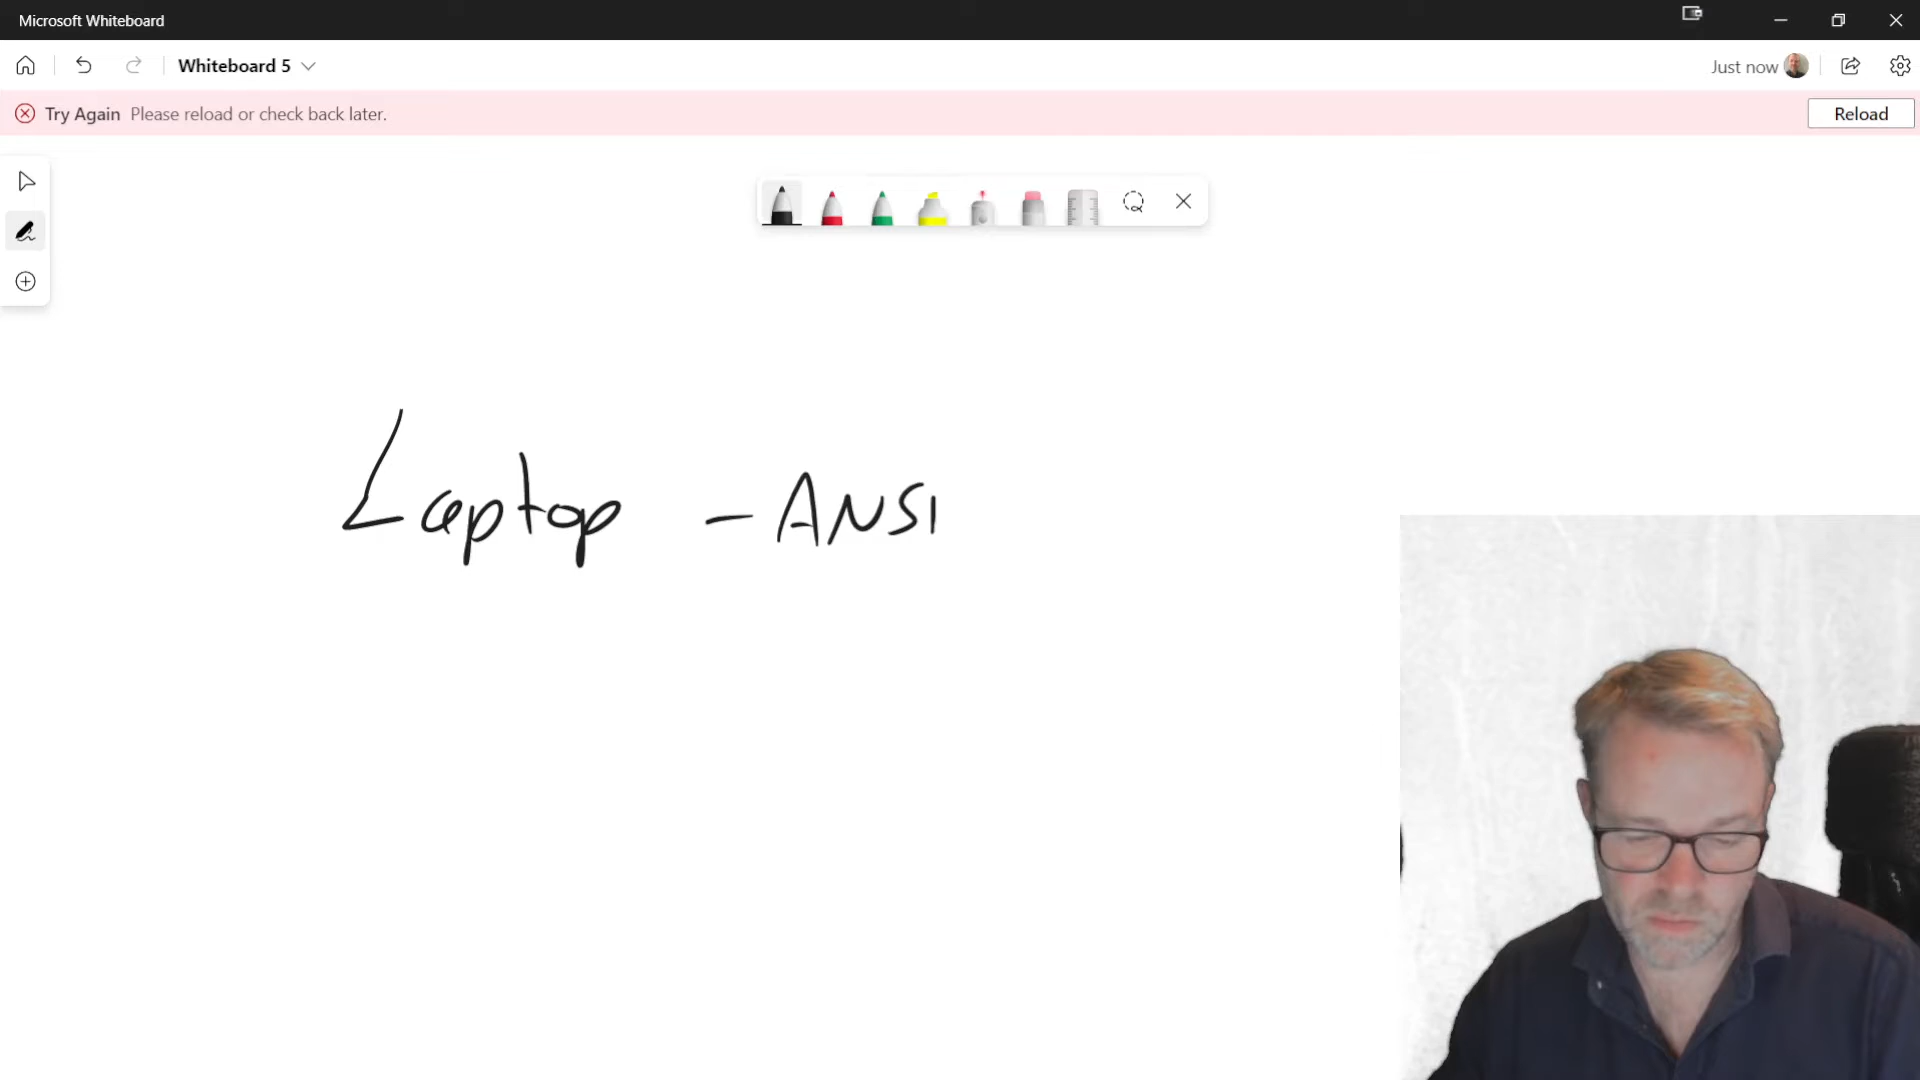 Microsoft Whiteboard
Whiteboard 5
Just now
Try Again Please reload or check back later.
Reload
Laptop - ANSI